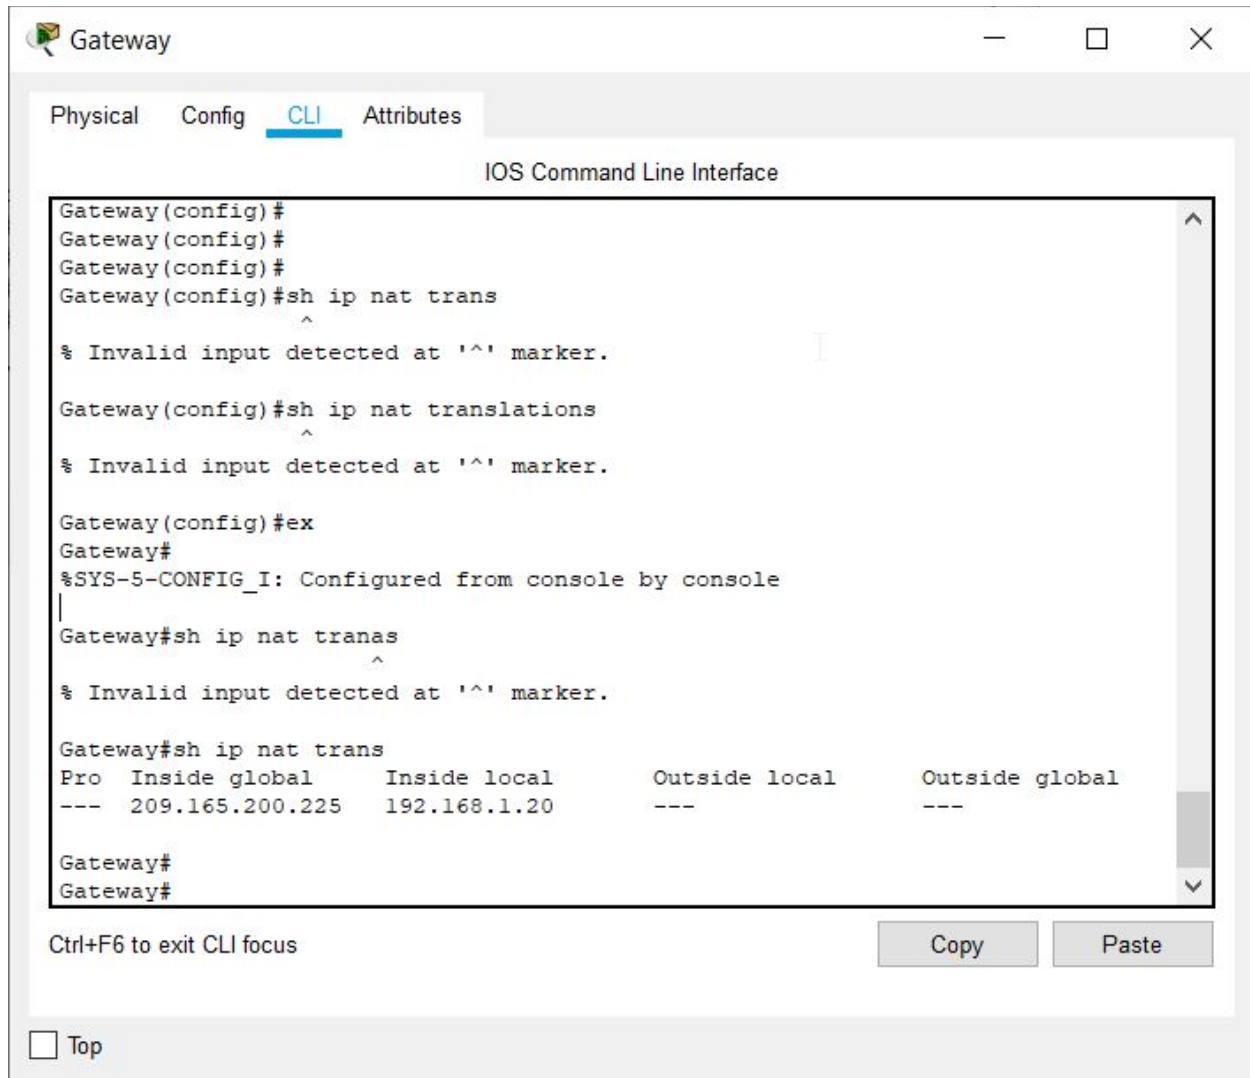 Gateway
Physical Config CLI Attributes
IOS Command Line Interface
Gateway(config)#
Gateway(config)#
Gateway(config)#
Gateway(config)#sh ip nat trans
^
% Invalid input detected at '^' marker.
Gateway(config)#sh ip nat translations
^
% Invalid input detected at '^' marker.
Gateway(config)#ex
Gateway#
%SYS-5-CONFIG_I: Configured from console by console
Gateway#sh ip nat tranas
^
% Invalid input detected at '^' marker.
Gateway#sh ip nat trans
Pro Inside global Inside local Outside local Outside global
--- 209.165.200.225 192.168.1.20 --- ---
Gateway#
Gateway#
Ctrl+F6 to exit CLI focus Copy Paste
Top